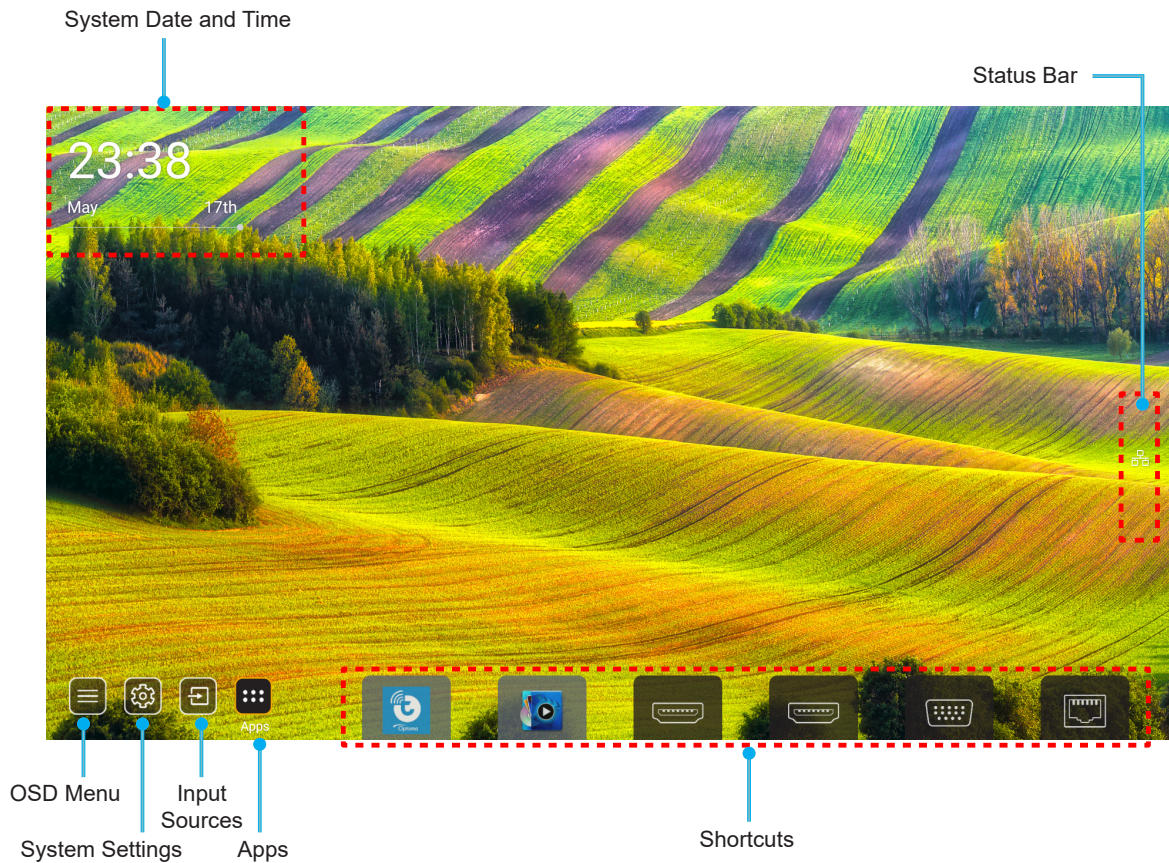 System Date and Time
Status Bar
23:38
May 17th
Apps
Optoma
OSD Menu
Input
Sources
System Settings
Apps
Shortcuts